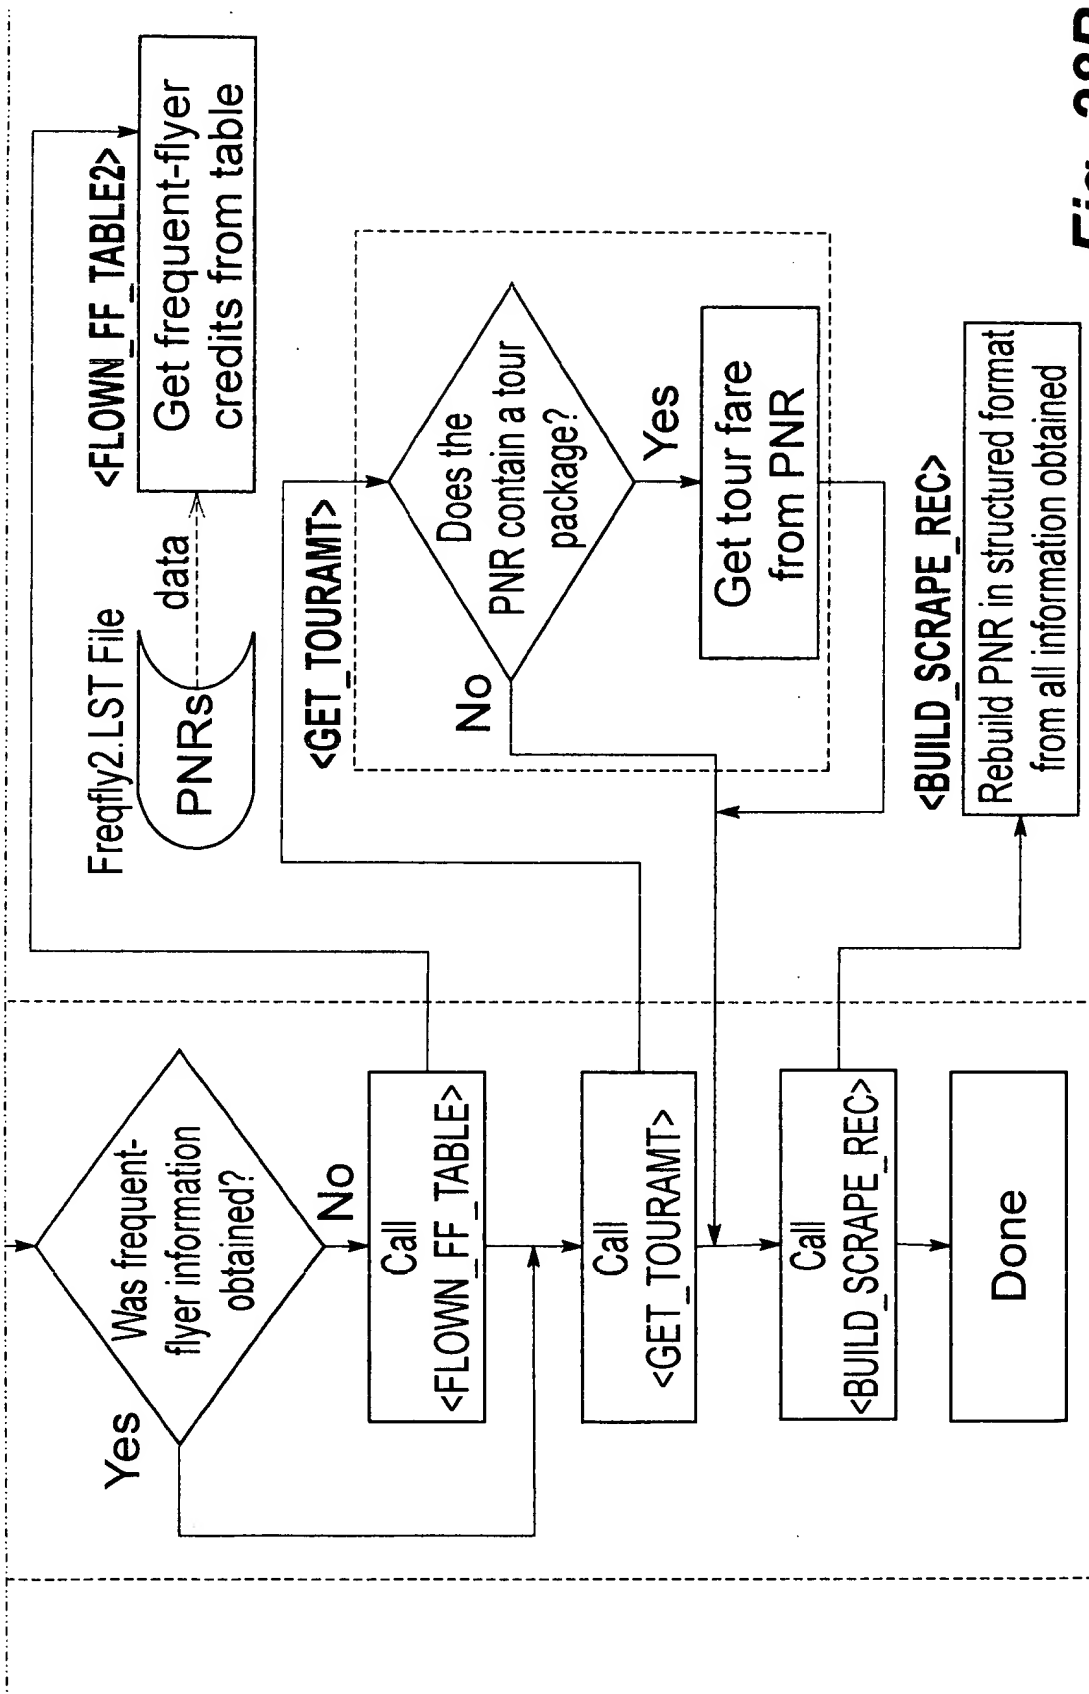 Was frequent-
flyer information
obtained?
Yes
No
Call
<FLOWN_FF_TABLE>
Call
<GET_TOURAMT>
Call
<BUILD_SCRAPE_REC>
Done
Freqfly2.LST File
PNRs
data
<FLOWN_FF_TABLE2>
Get frequent-flyer
credits from table
<GET_TOURAMT>
Does the
PNR contain a tour
package?
No
Yes
Get tour fare
from PNR
<BUILD_SCRAPE_REC>
Rebuild PNR in structured format
from all information obtained